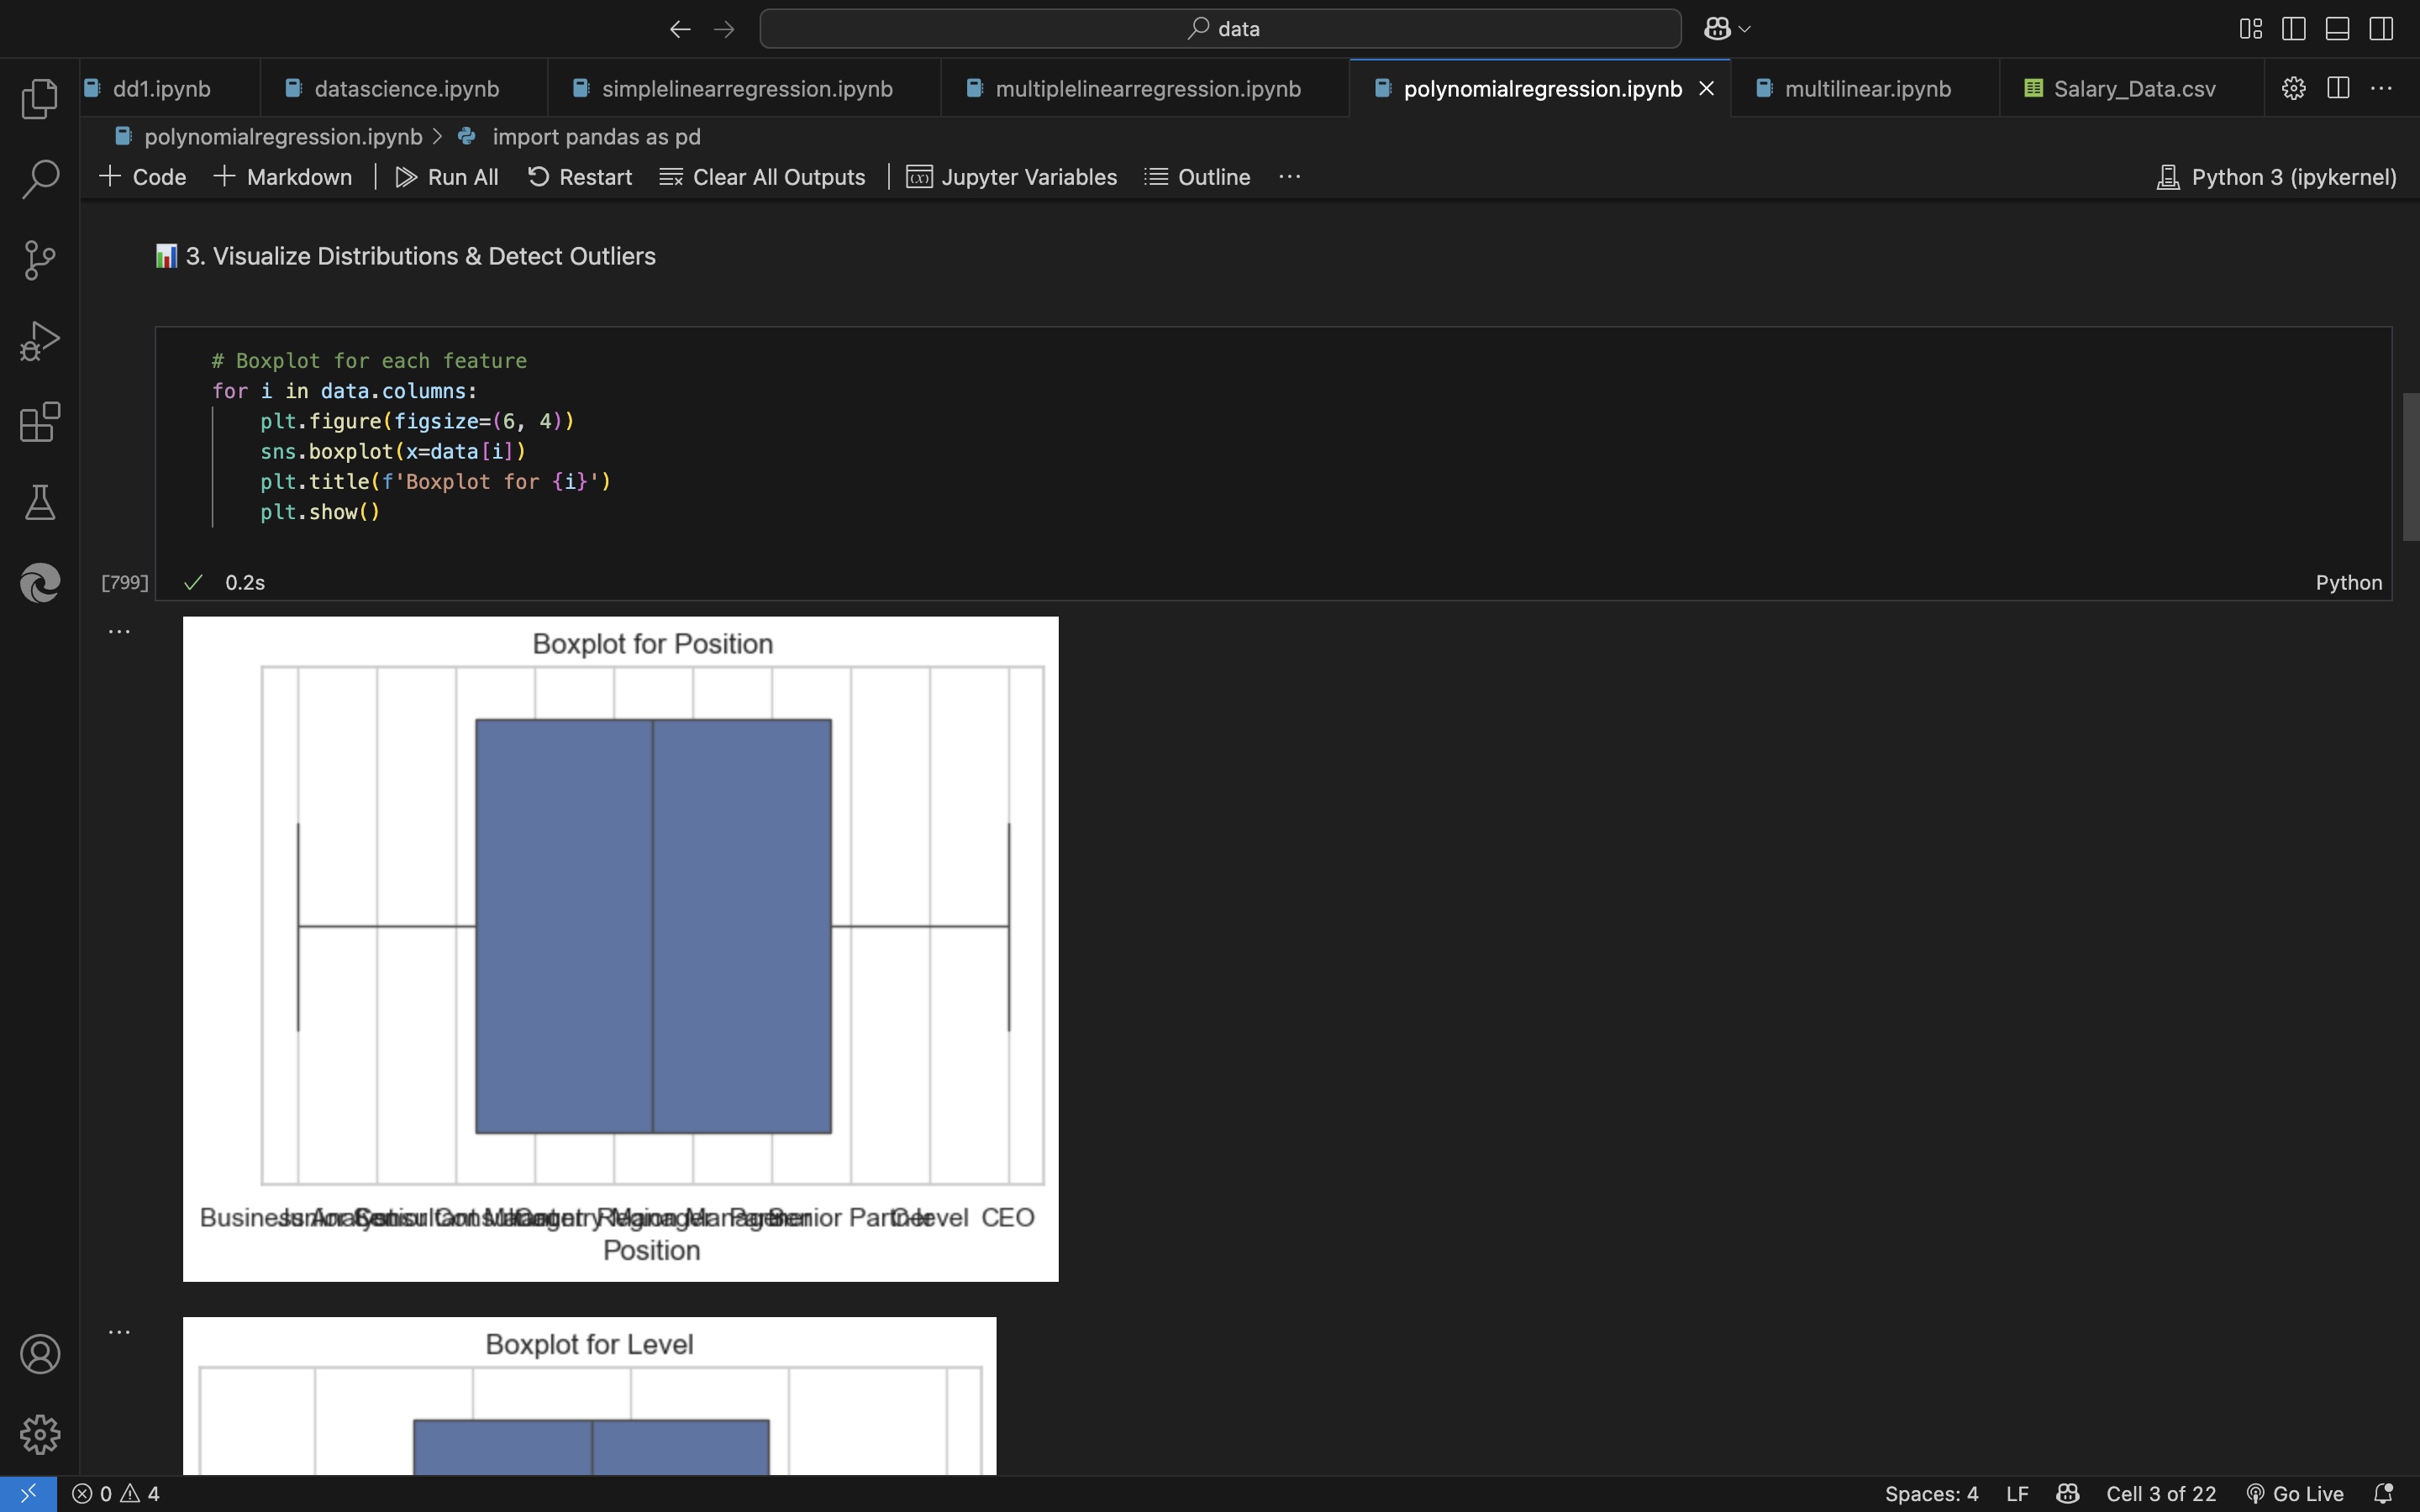 data
dd1.ipynb
datascience.ipynb
simplelinearregression.ipynb
multiplelinearregression.ipynb
polynomialregression.ipynb
multilinear.ipynb
Salary_Data.csv
polynomialregression.ipynb > import pandas as pd
Code
Markdown
Run All
Restart
Clear All Outputs
Jupyter Variables
Outline
Python 3 (ipykernel)
3. Visualize Distributions & Detect Outliers
# Boxplot for each feature
for i in data.columns:
plt.figure(figsize=(6, 4))
sns.boxplot(x=data[i])
plt.title(f'Boxplot for {i}')
plt.show()
[799]
0.2s
Python
Boxplot for Position
CEO
Position
Boxplot for Level
0
4
Spaces: 4
LF
Cell 3 of 22
Go Live